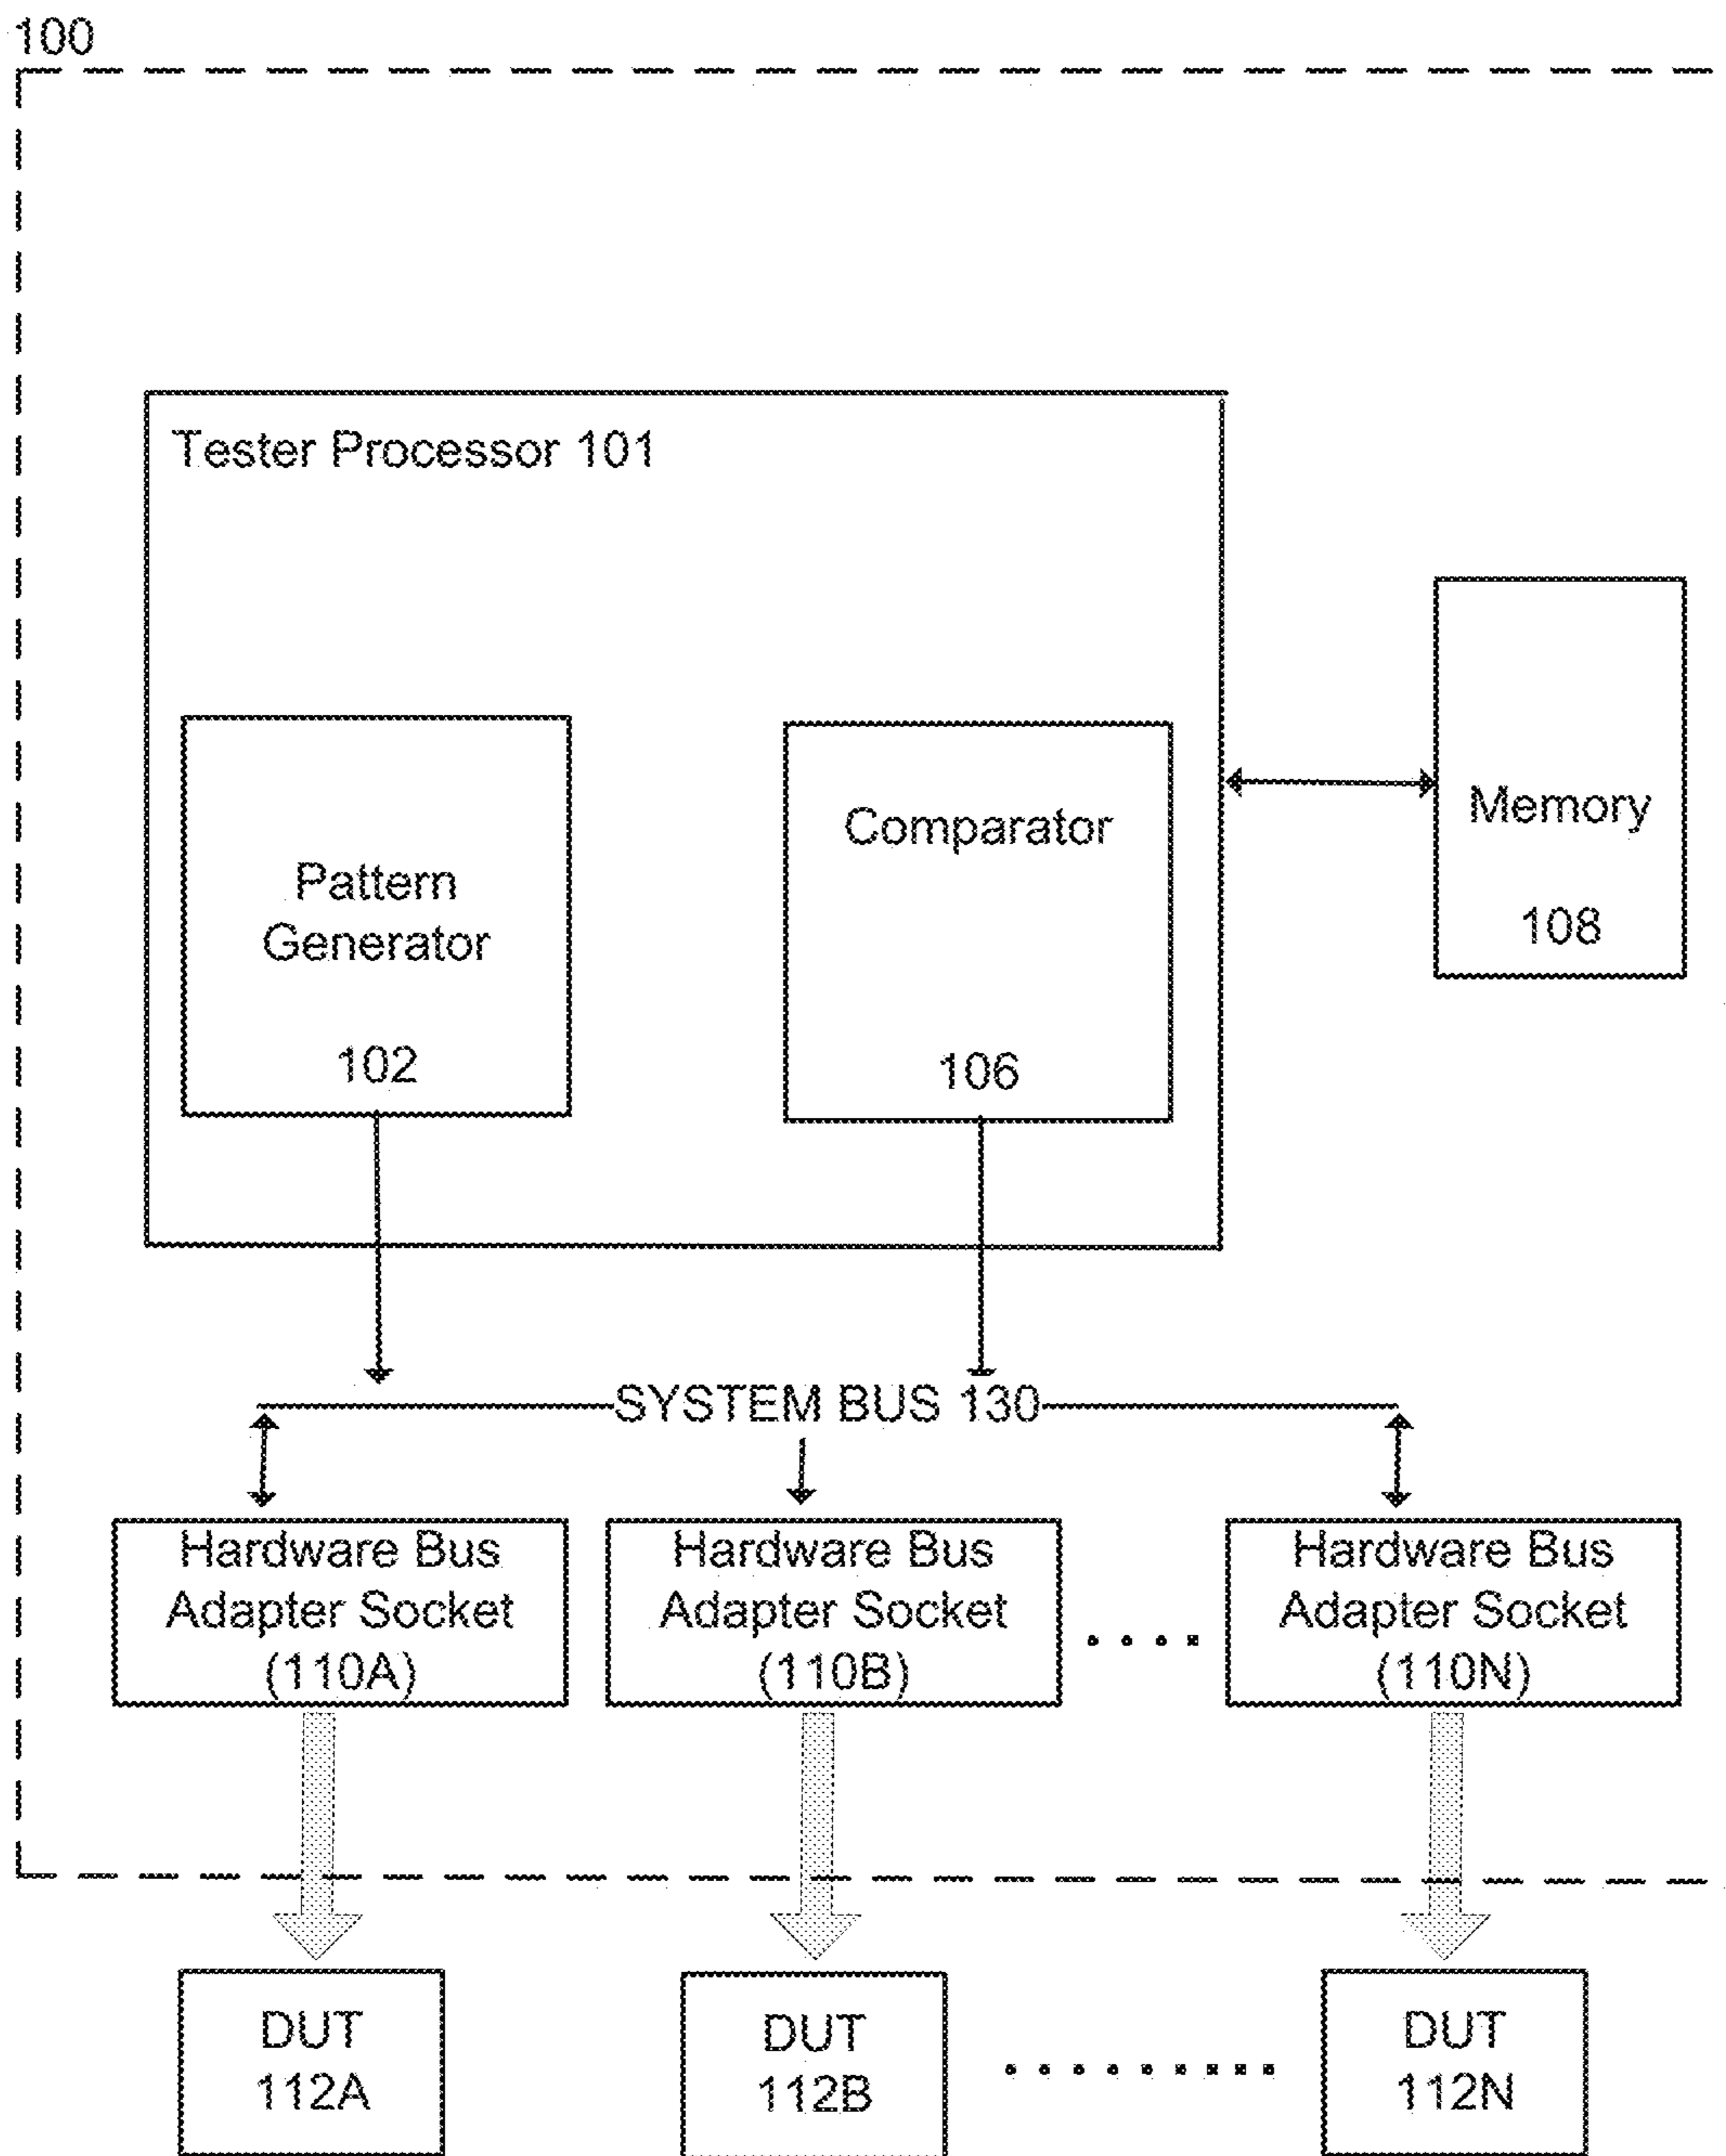 100
Tester Processor 101
Pattern
Generator
102
Comparator
106
Memory
108
SYSTEM BUS 130
Hardware Bus
Adapter Socket
(110A)
Hardware Bus
Adapter Socket
(110B)
Hardware Bus
Adapter Socket
(110N)
DUT
112A
DUT
112B
DUT
112N